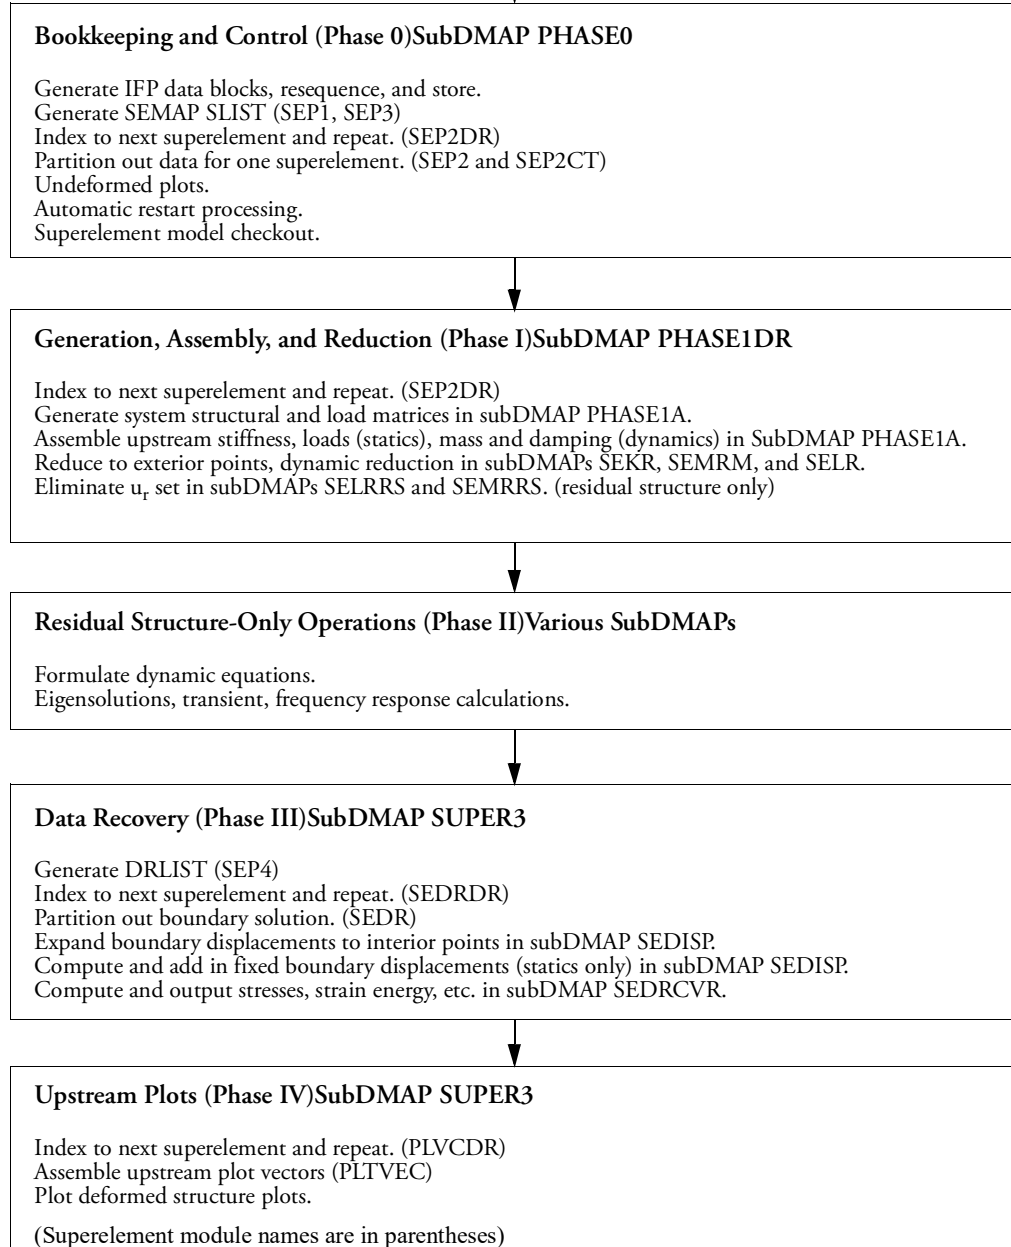 Bookkeeping and Control (Phase 0)SubDMAP PHASE0
Generate IFP data blocks, resequence, and store.
Generate SEMAP SLIST (SEP1, SEP3)
Index to next superelement and repeat. (SEP2DR)
Partition out data for one superelement. (SEP2 and SEP2CT)
Undeformed plots.
Automatic restart processing.
Superelement model checkout.
Generation, Assembly, and Reduction (Phase I)SubDMAP PHASE1DR
Index to next superelement and repeat. (SEP2DR)
Generate system structural and load matrices in subDMAP PHASE1A.
Assemble upstream stiffness, loads (statics), mass and damping (dynamics) in SubDMAP PHASE1A.
Reduce to exterior points, dynamic reduction in subDMAPs SEKR, SEMRM, and SELR.
Eliminate u_r set in subDMAPs SELRRS and SEMRRS. (residual structure only)
Residual Structure-Only Operations (Phase II)Various SubDMAPs
Formulate dynamic equations.
Eigensolutions, transient, frequency response calculations.
Data Recovery (Phase III)SubDMAP SUPER3
Generate DRLIST (SEP4)
Index to next superelement and repeat. (SEDRDR)
Partition out boundary solution. (SEDR)
Expand boundary displacements to interior points in subDMAP SEDISP.
Compute and add in fixed boundary displacements (statics only) in subDMAP SEDISP.
Compute and output stresses, strain energy, etc. in subDMAP SEDRCVR.
Upstream Plots (Phase IV)SubDMAP SUPER3
Index to next superelement and repeat. (PLVCDR)
Assemble upstream plot vectors (PLTVEC)
Plot deformed structure plots.
(Superelement module names are in parentheses)